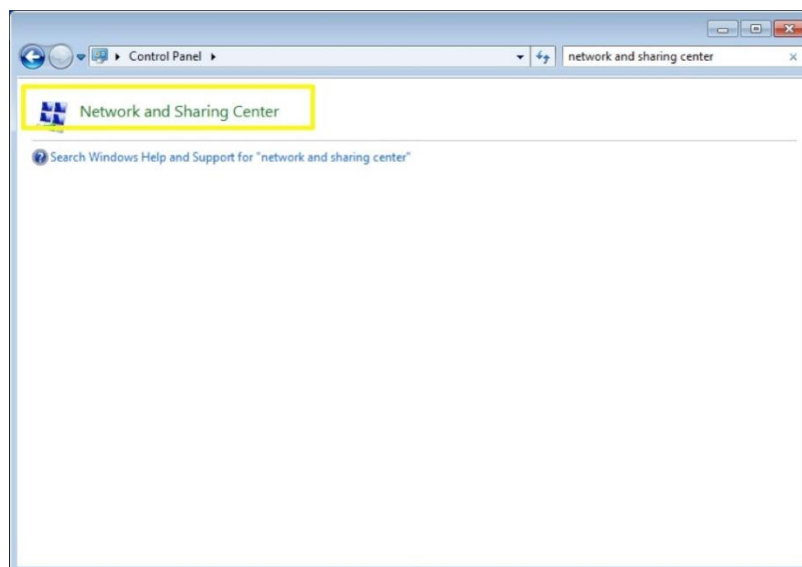 Control Panel
network and sharing center
Network and Sharing Center
Search Windows Help and Support for "network and sharing center"